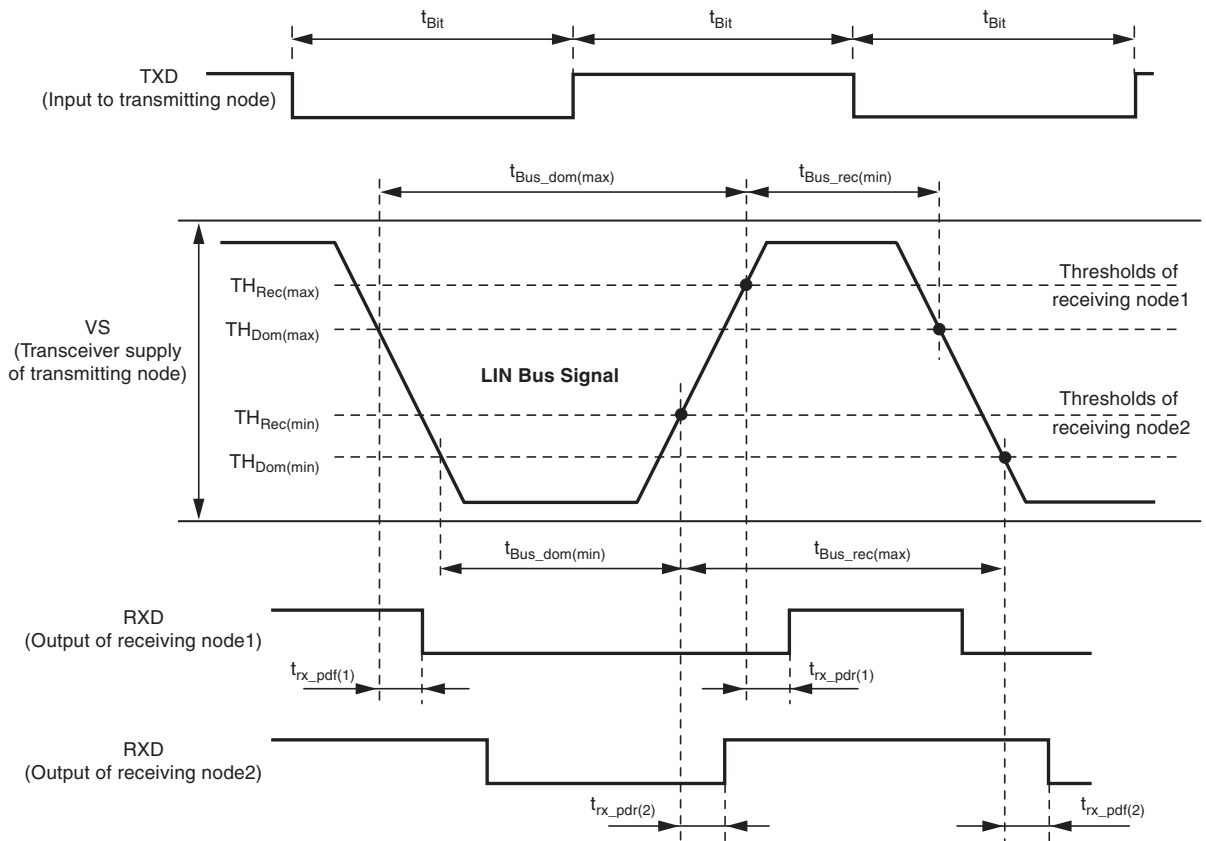 tBit
tBit
tBit
TXD
(Input to transmitting node)
tBus_dom(max)
tBus_rec(min)
THRec(max)
Thresholds of
receiving node1
THDom(max)
VS
(Transceiver supply
of transmitting node)
LIN Bus Signal
THRec(min)
Thresholds of
receiving node2
THDom(min)
tBus_dom(min)
tBus_rec(max)
RXD
(Output of receiving node1)
trx_pdf(1)
trx_pdr(1)
RXD
(Output of receiving node2)
trx_pdr(2)
trx_pdf(2)